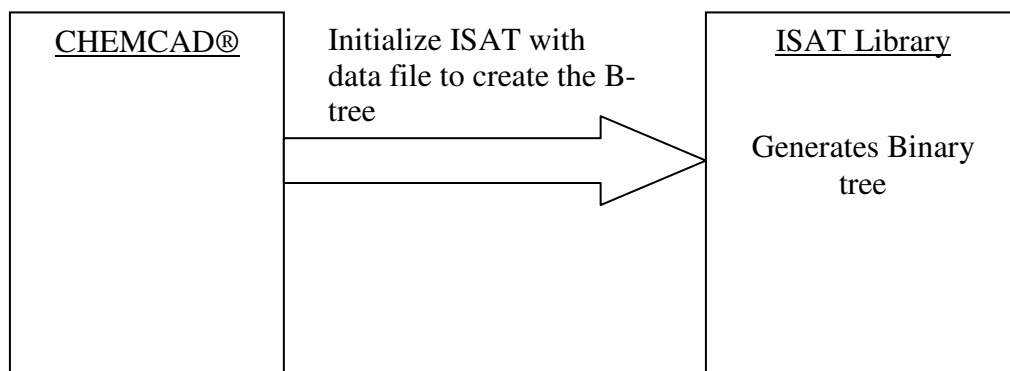 CHEMCAD®
Initialize ISAT with
data file to create the B-
tree
ISAT Library
Generates Binary
tree